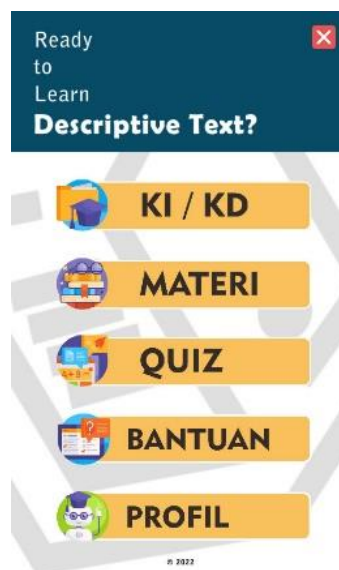 Ready
to
Learn
Descriptive Text?
KI / KD
MATERI
QUIZ
BANTUAN
PROFIL
© 2022